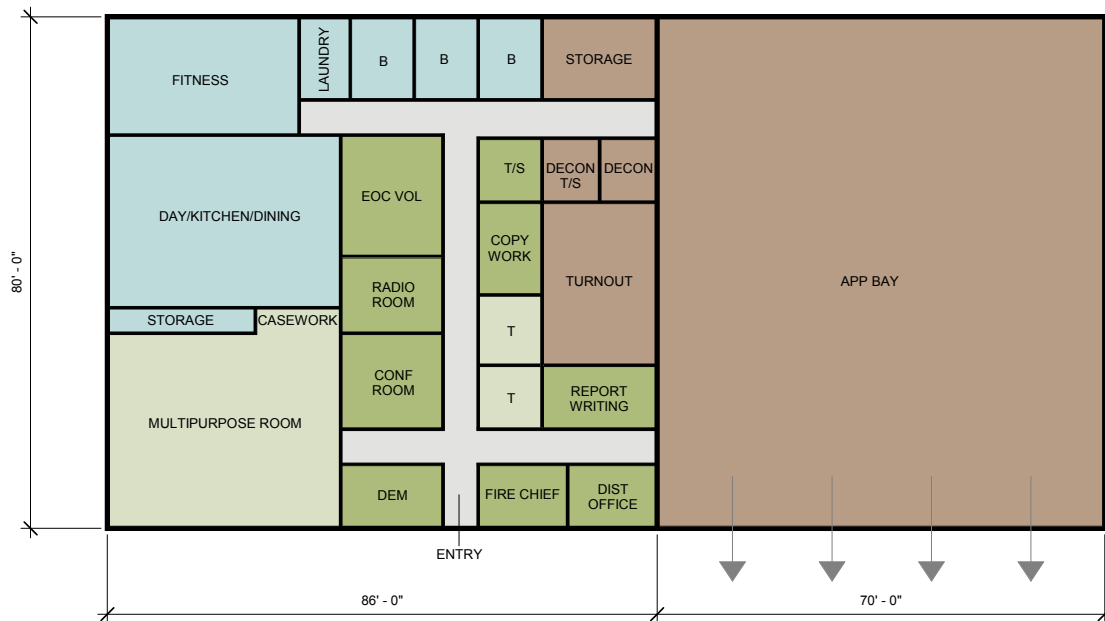 LAUNDRY
FITNESS
B
B
B
STORAGE
T/S
DECON
T/S
DECON
EOC VOL
DAY/KITCHEN/DINING
COPY
WORK
TURNOUT
APP BAY
RADIO
ROOM
STORAGE
CASEWORK
T
CONF
ROOM
T
REPORT
WRITING
MULTIPURPOSE ROOM
DEM
FIRE CHIEF
DIST
OFFICE
ENTRY
80' - 0"
86' - 0"
70' - 0"